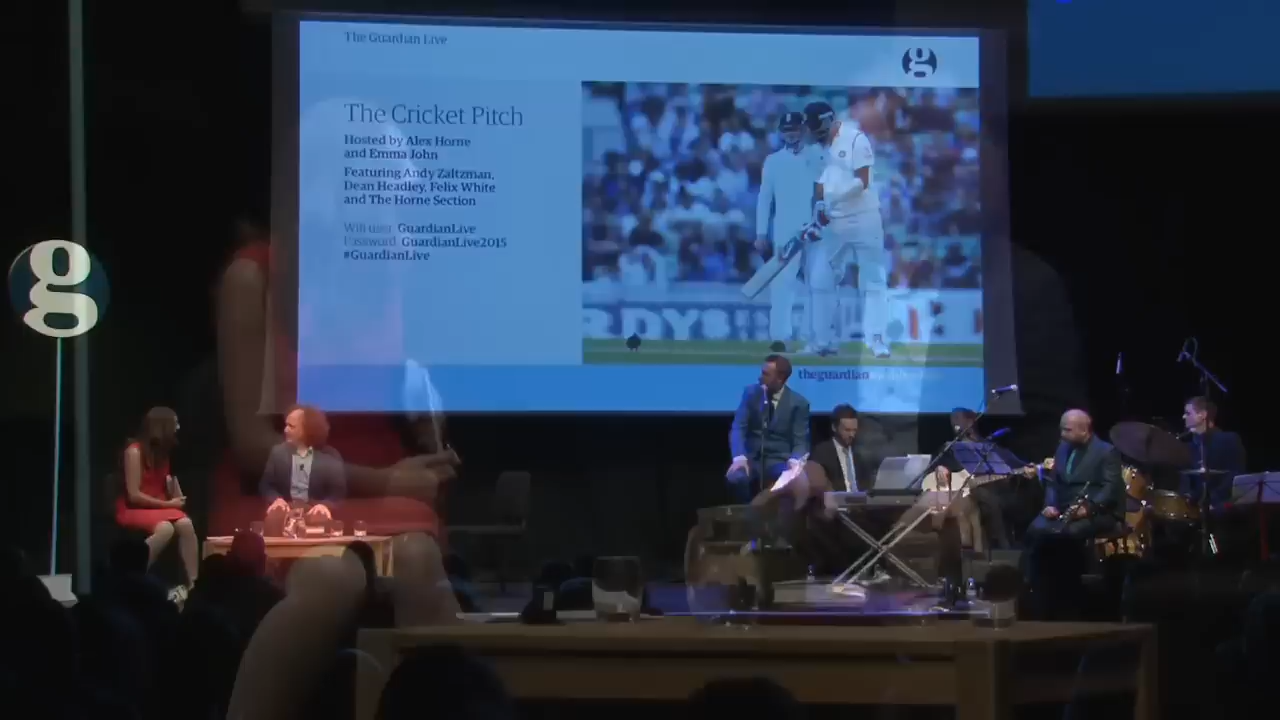 The Guardian Live
g
The Cricket Pitch
Hosted by Alex Horne
and Emma John
Featuring Andy Zaltzman,
Dean Headley, Felix White
and The Horne Section
Wifi user GuardianLive
Password GuardianLive2015
#GuardianLive
RDYS!!
theguardian
g